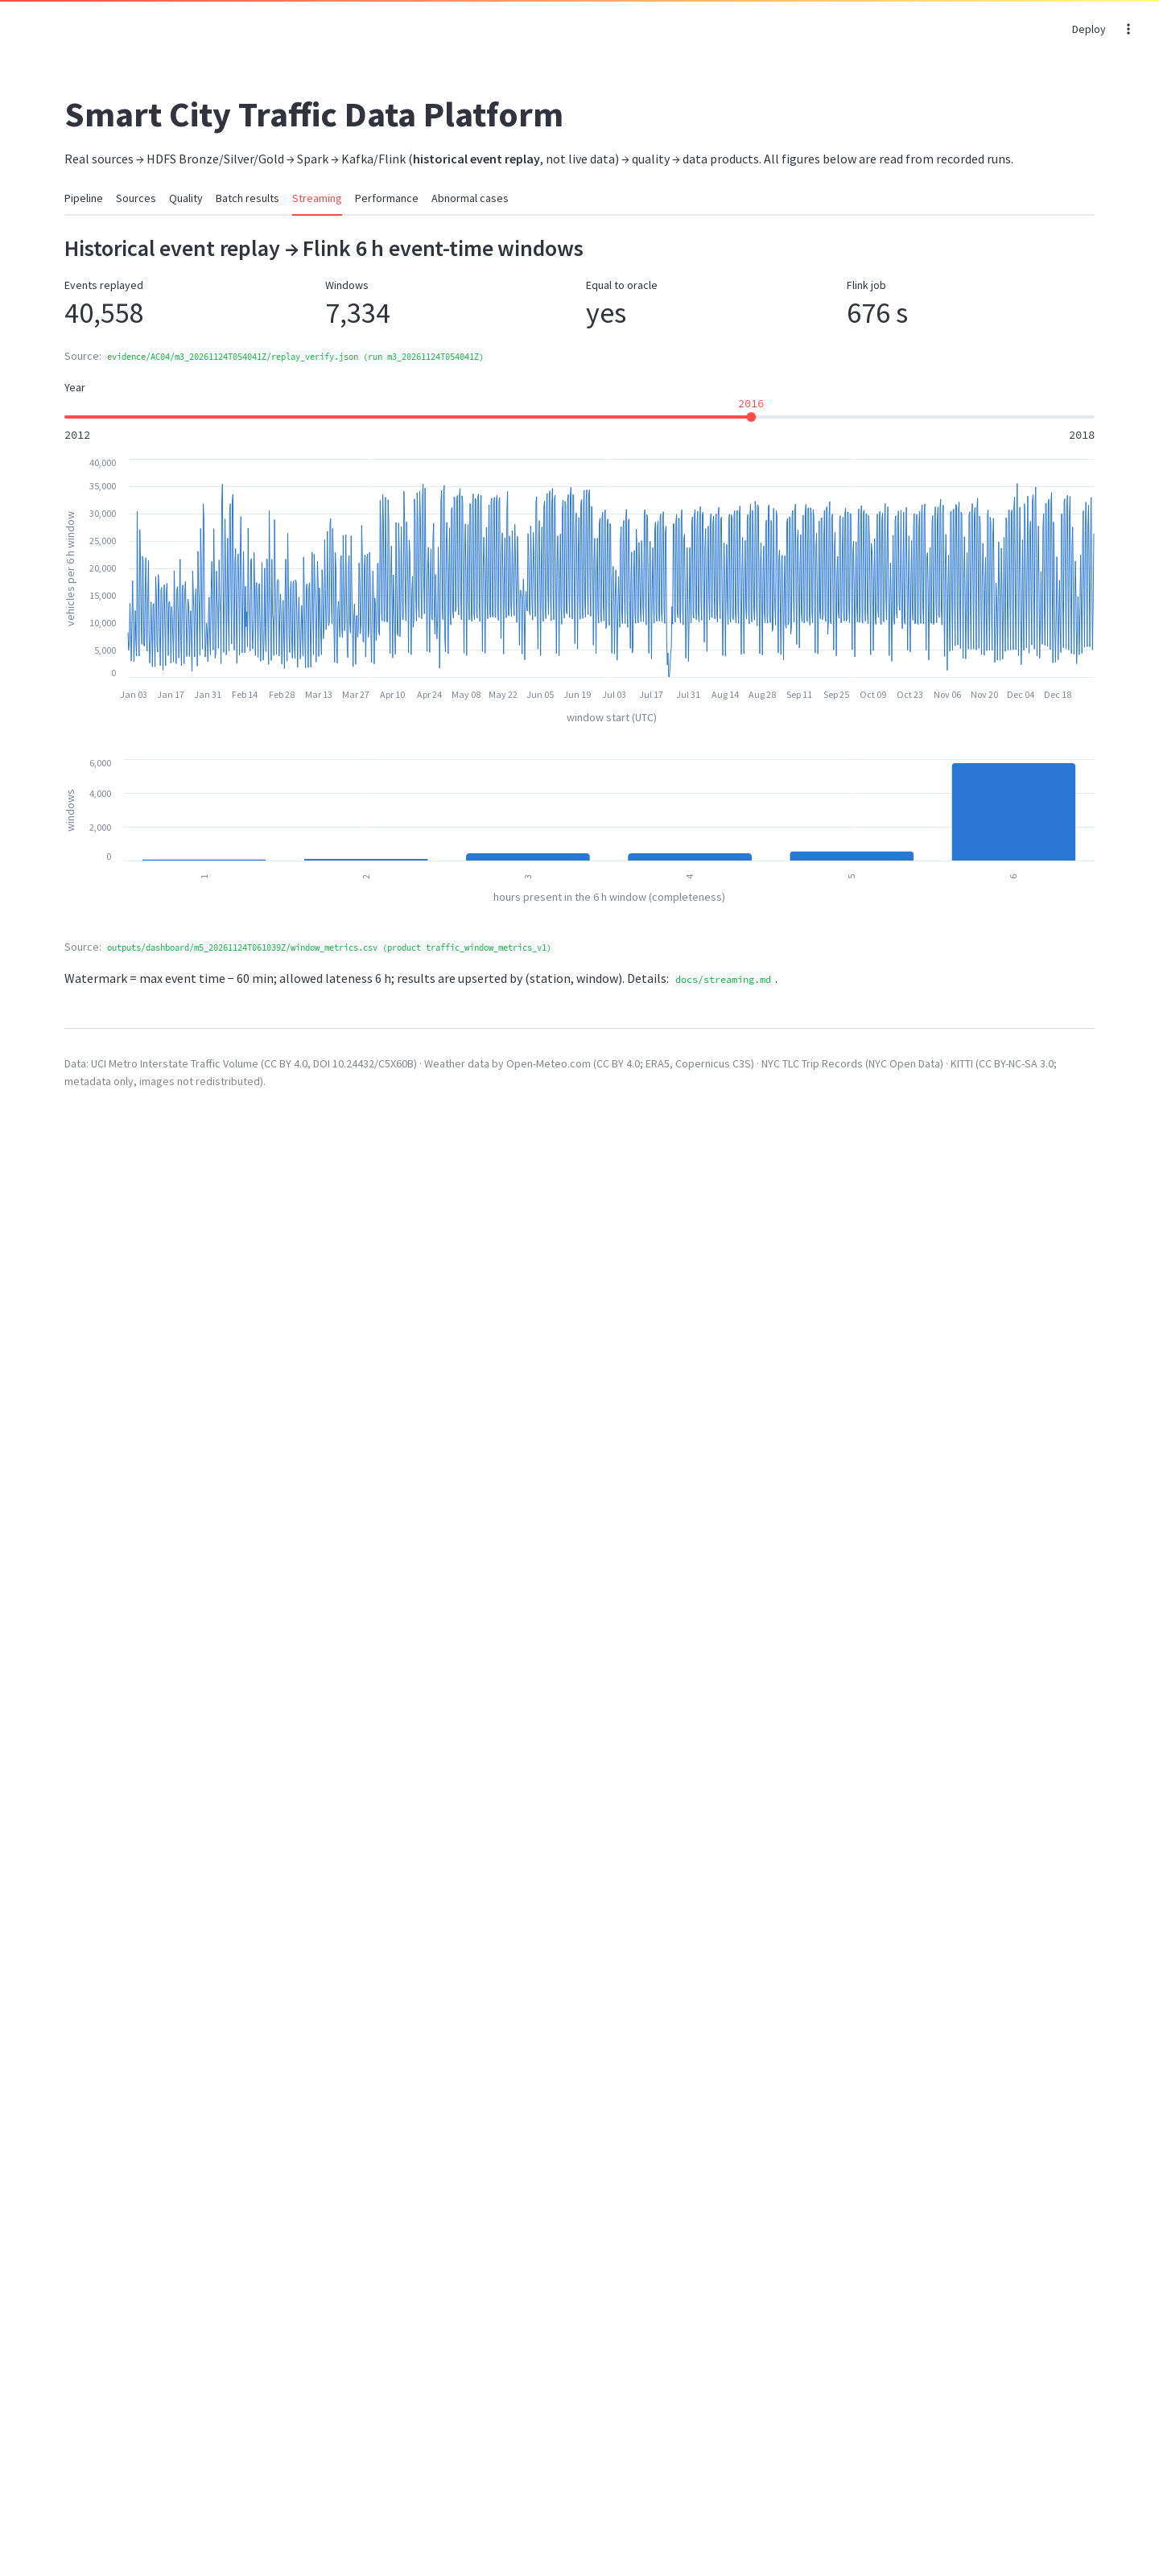 Deploy
Smart City Traffic Data Platform
Real sources → HDFS Bronze/Silver/Gold → Spark → Kafka/Flink (historical event replay, not live data) → quality → data products. All figures below are read from recorded runs.
Pipeline Sources Quality Batch results Streaming Performance Abnormal cases
Historical event replay → Flink 6 h event-time windows
Events replayed Windows Equal to oracle Flink job
40,558 7,334 yes 676 s
Source: evidence/AC04/m3_20261124T054041Z/replay_verify.json (run m3_20261124T054041Z)
Year
2016
2012 2018
40,000
35,000
30,000
25,000
20,000
15,000
10,000
5,000
0
vehicles per 6 h window
Jan 03 Jan 17 Jan 31 Feb 14 Feb 28 Mar 13 Mar 27 Apr 10 Apr 24 May 08 May 22 Jun 05 Jun 19 Jul 03 Jul 17 Jul 31 Aug 14 Aug 28 Sep 11 Sep 25 Oct 09 Oct 23 Nov 06 Nov 20 Dec 04 Dec 18
window start (UTC)
6,000
4,000
2,000
0
windows
1 2 3 4 5 6
hours present in the 6 h window (completeness)
Source: outputs/dashboard/m5_20261124T061039Z/window_metrics.csv (product traffic_window_metrics_v1)
Watermark = max event time − 60 min; allowed lateness 6 h; results are upserted by (station, window). Details: docs/streaming.md .
Data: UCI Metro Interstate Traffic Volume (CC BY 4.0, DOI 10.24432/C5X60B) · Weather data by Open-Meteo.com (CC BY 4.0; ERA5, Copernicus C3S) · NYC TLC Trip Records (NYC Open Data) · KITTI (CC BY-NC-SA 3.0;
metadata only, images not redistributed).